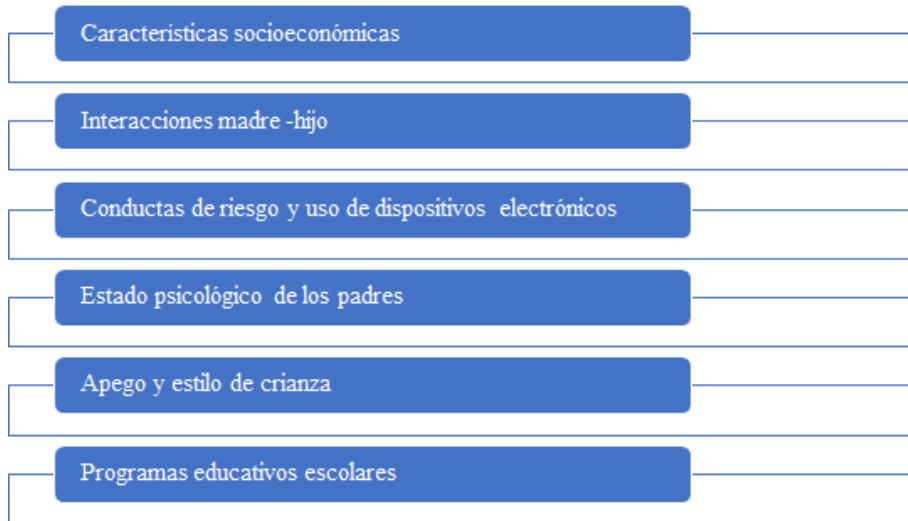 Características socioeconómicas
Interacciones madre -hijo
Conductas de riesgo y uso de dispositivos electrónicos
Estado psicológico de los padres
Apego y estilo de crianza
Programas educativos escolares